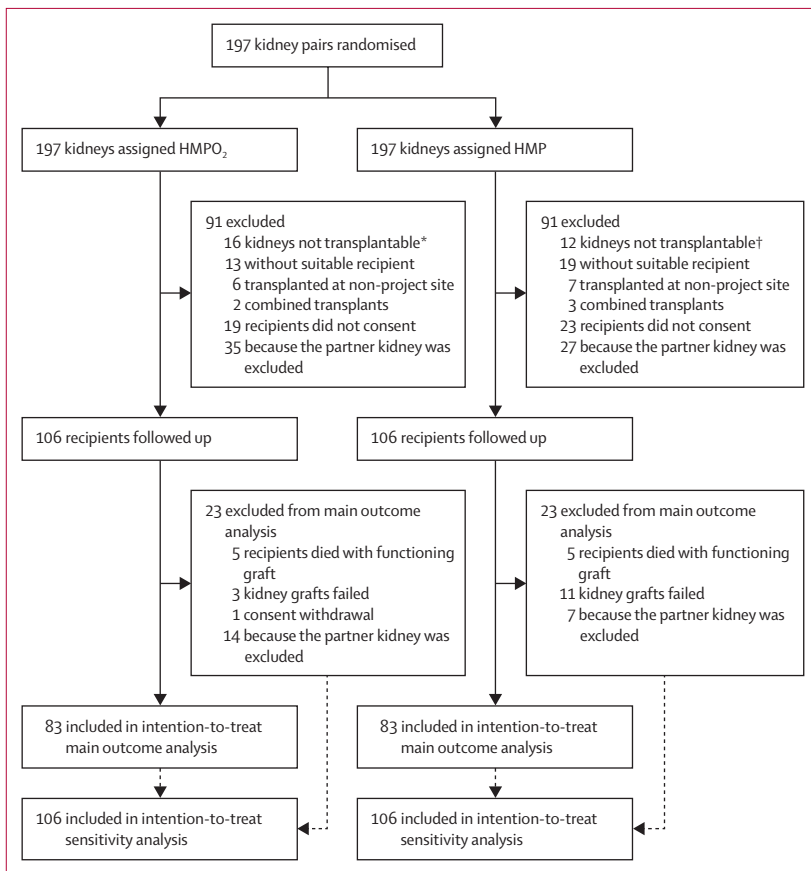 197 kidney pairs randomised
197 kidneys assigned HMPO₂
197 kidneys assigned HMP
91 excluded
16 kidneys not transplantable*
13 without suitable recipient
6 transplanted at non-project site
2 combined transplants
19 recipients did not consent
35 because the partner kidney was
excluded
91 excluded
12 kidneys not transplantable†
19 without suitable recipient
7 transplanted at non-project site
3 combined transplants
23 recipients did not consent
27 because the partner kidney was
excluded
106 recipients followed up
106 recipients followed up
23 excluded from main outcome
analysis
5 recipients died with functioning
graft
3 kidney grafts failed
1 consent withdrawal
14 because the partner kidney was
excluded
23 excluded from main outcome
analysis
5 recipients died with functioning
graft
11 kidney grafts failed
7 because the partner kidney was
excluded
83 included in intention-to-treat
main outcome analysis
83 included in intention-to-treat
main outcome analysis
106 included in intention-to-treat
sensitivity analysis
106 included in intention-to-treat
sensitivity analysis